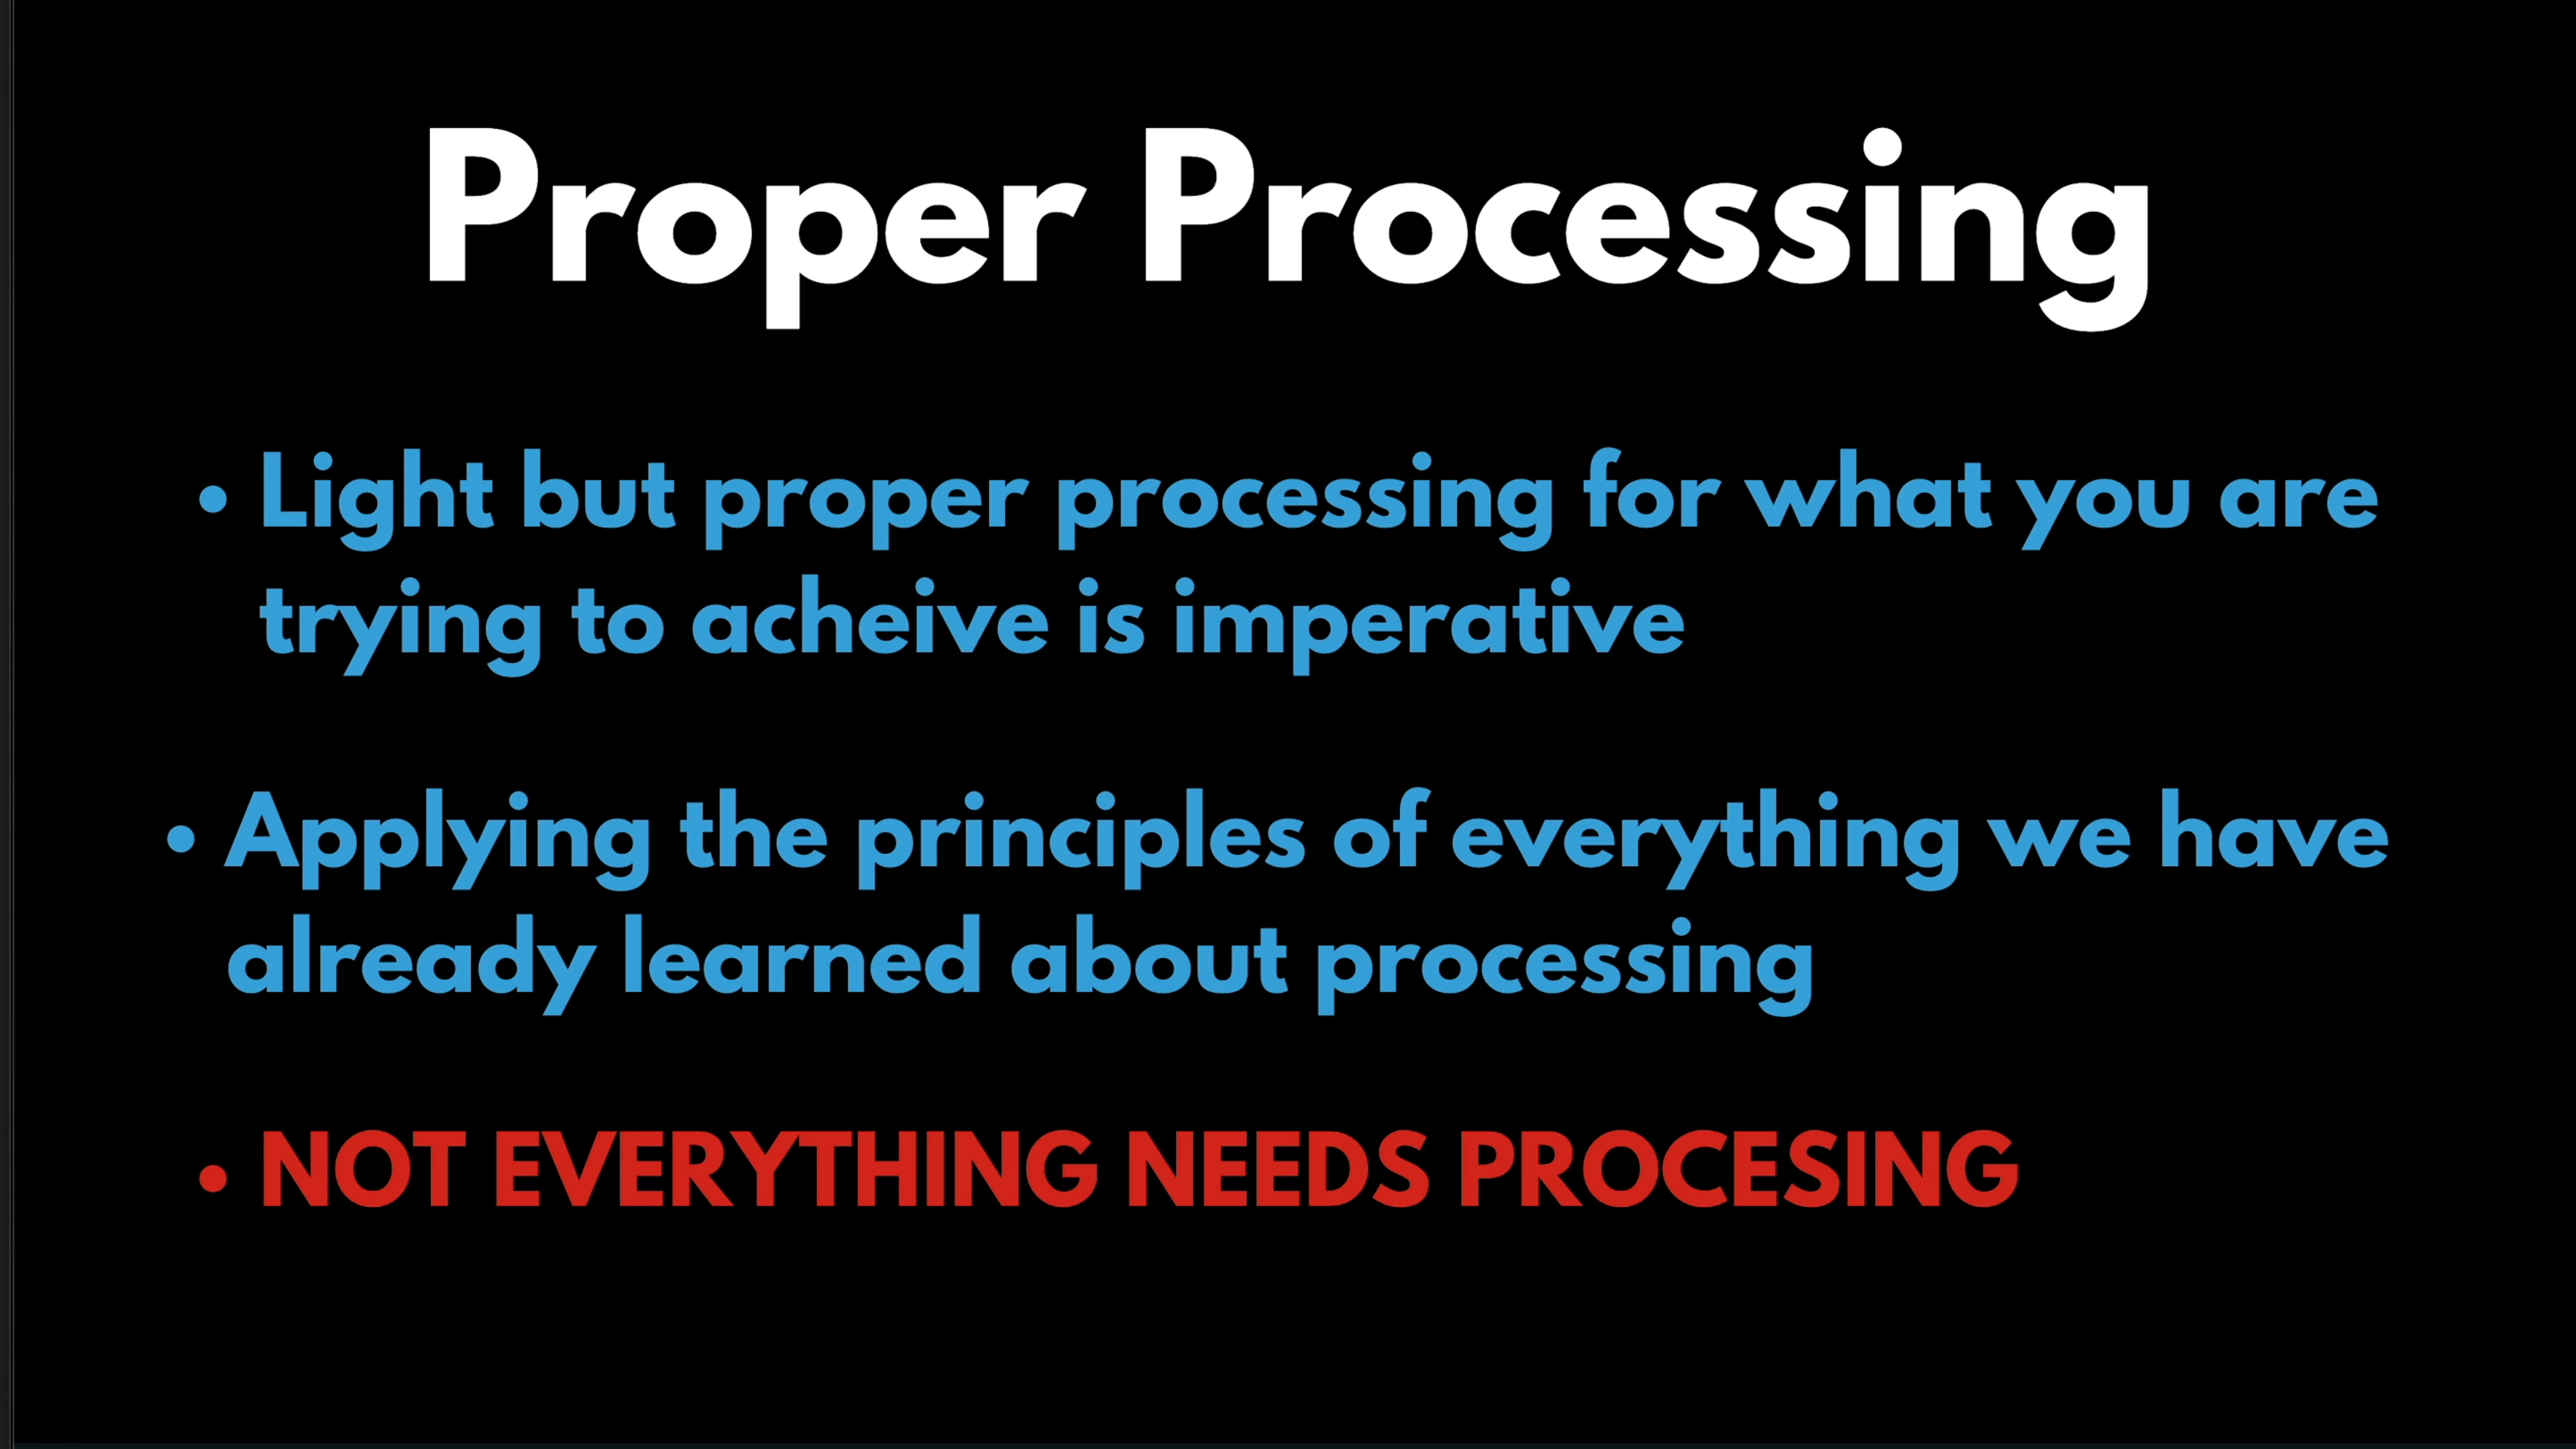 Proper Processing
• Light but proper processing for what you are
trying to acheive is imperative
• Applying the principles of everything we have
already learned about processing
• NOT EVERYTHING NEEDS PROCESING